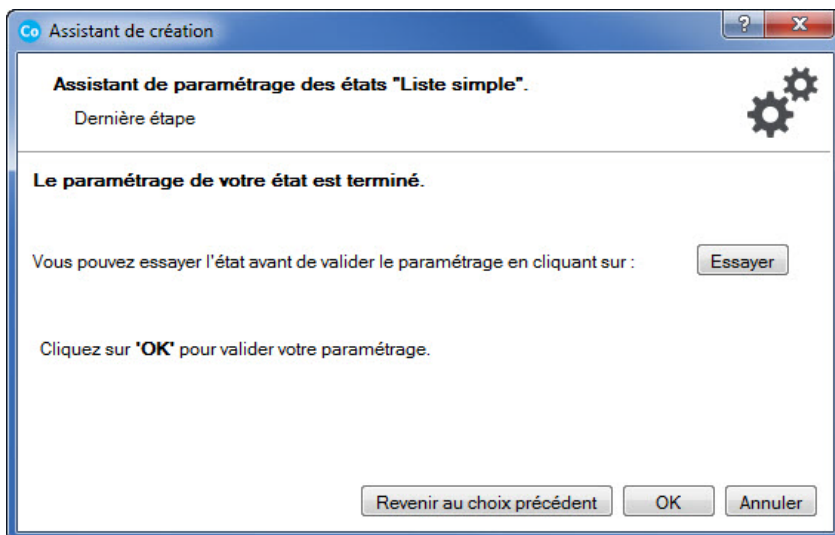 Co Assistant de création
?
X
Assistant de paramétrage des états "Liste simple".
Dernière étape
Le paramétrage de votre état est terminé.
Vous pouvez essayer l'état avant de valider le paramétrage en cliquant sur : Essayer
Cliquez sur 'OK' pour valider votre paramétrage.
Revenir au choix précédent OK Annuler